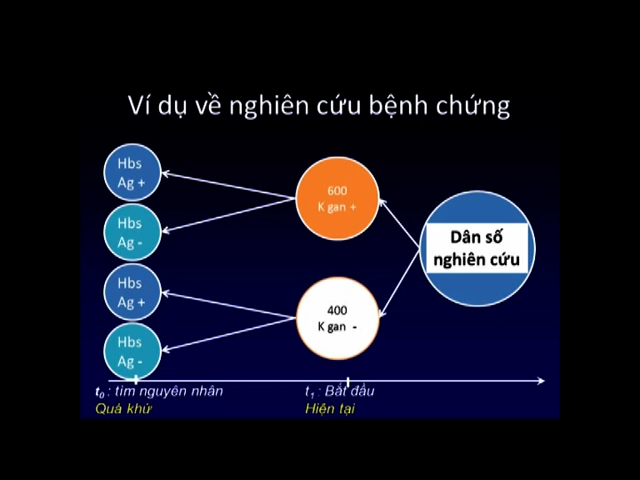 Ví dụ về nghiên cứu bệnh chứng
Hbs
Ag +
Hbs
Ag -
Hbs
Ag +
Hbs
Ag -
600
K gan +
400
K gan -
Dân số
nghiên cứu
t0 : tìm nguyên nhân
Quá khứ
t1 : Bắt đầu
Hiện tại